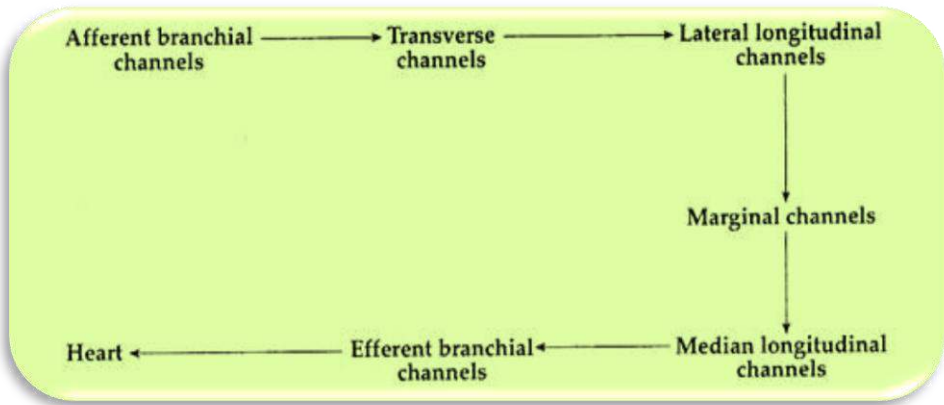 Afferent branchial
channels
Transverse
channels
Lateral longitudinal
channels
Marginal channels
Median longitudinal
channels
Efferent branchial
channels
Heart